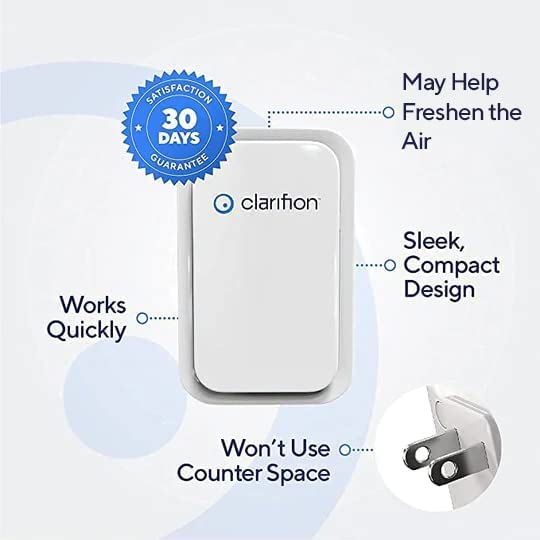 SATISFACTION
30
DAYS
GUARANTEE
May Help
Freshen the
Air
clarifion
Sleek,
Compact
Design
Works
Quickly
Won't Use
Counter Space